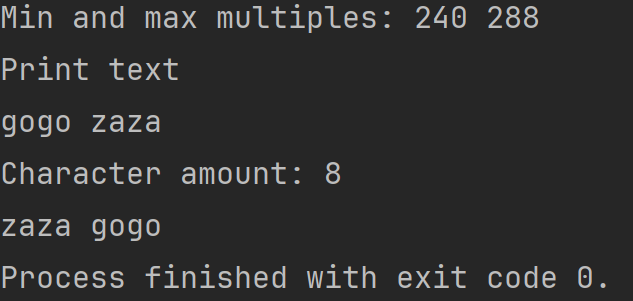 Min and max multiples: 240 288
Print text
gogo zaza
Character amount: 8
zaza gogo
Process finished with exit code 0.